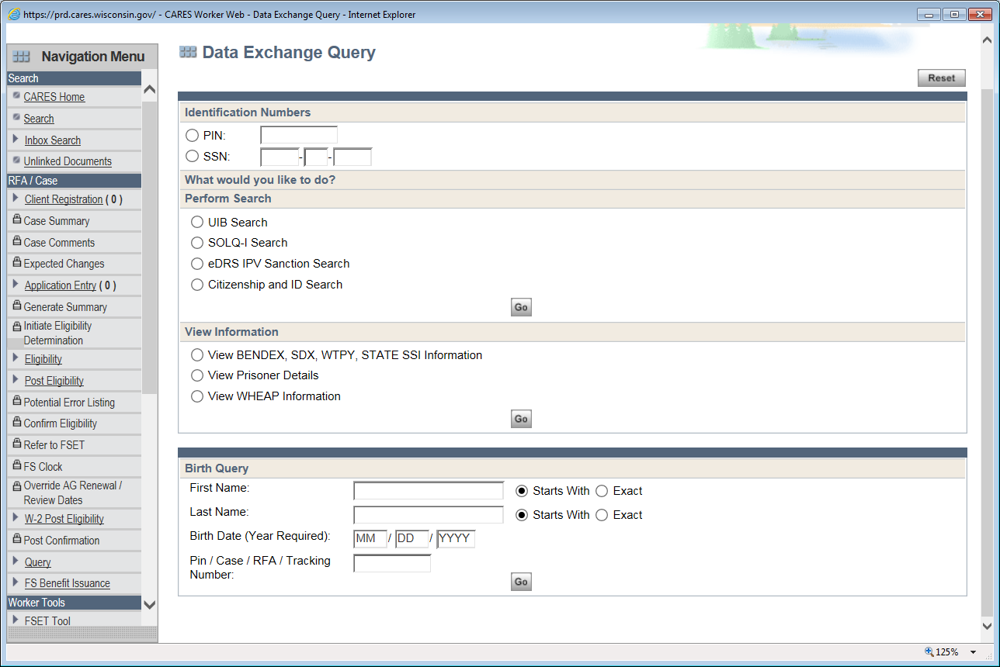 https://prd.cares.wisconsin.gov/ - CARES Worker Web - Data Exchange Query - Internet Explorer
Navigation Menu
Search
CARES Home
Search
Inbox Search
Unlinked Documents
RFA / Case
Client Registration ( 0 )
Case Summary
Case Comments
Expected Changes
Application Entry ( 0 )
Generate Summary
Initiate Eligibility
Determination
Eligibility
Post Eligibility
Potential Error Listing
Confirm Eligibility
Refer to FSET
FS Clock
Override AG Renewal /
Review Dates
W-2 Post Eligibility
Post Confirmation
Query
FS Benefit Issuance
Worker Tools
FSET Tool
Data Exchange Query
Reset
Identification Numbers
PIN:
SSN: - -
What would you like to do?
Perform Search
UIB Search
SOLQ-I Search
eDRS IPV Sanction Search
Citizenship and ID Search
Go
View Information
View BENDEX, SDX, WTPY, STATE SSI Information
View Prisoner Details
View WHEAP Information
Go
Birth Query
First Name: Starts With Exact
Last Name: Starts With Exact
Birth Date (Year Required): MM / DD / YYYY
Pin / Case / RFA / Tracking
Number:
Go
125%